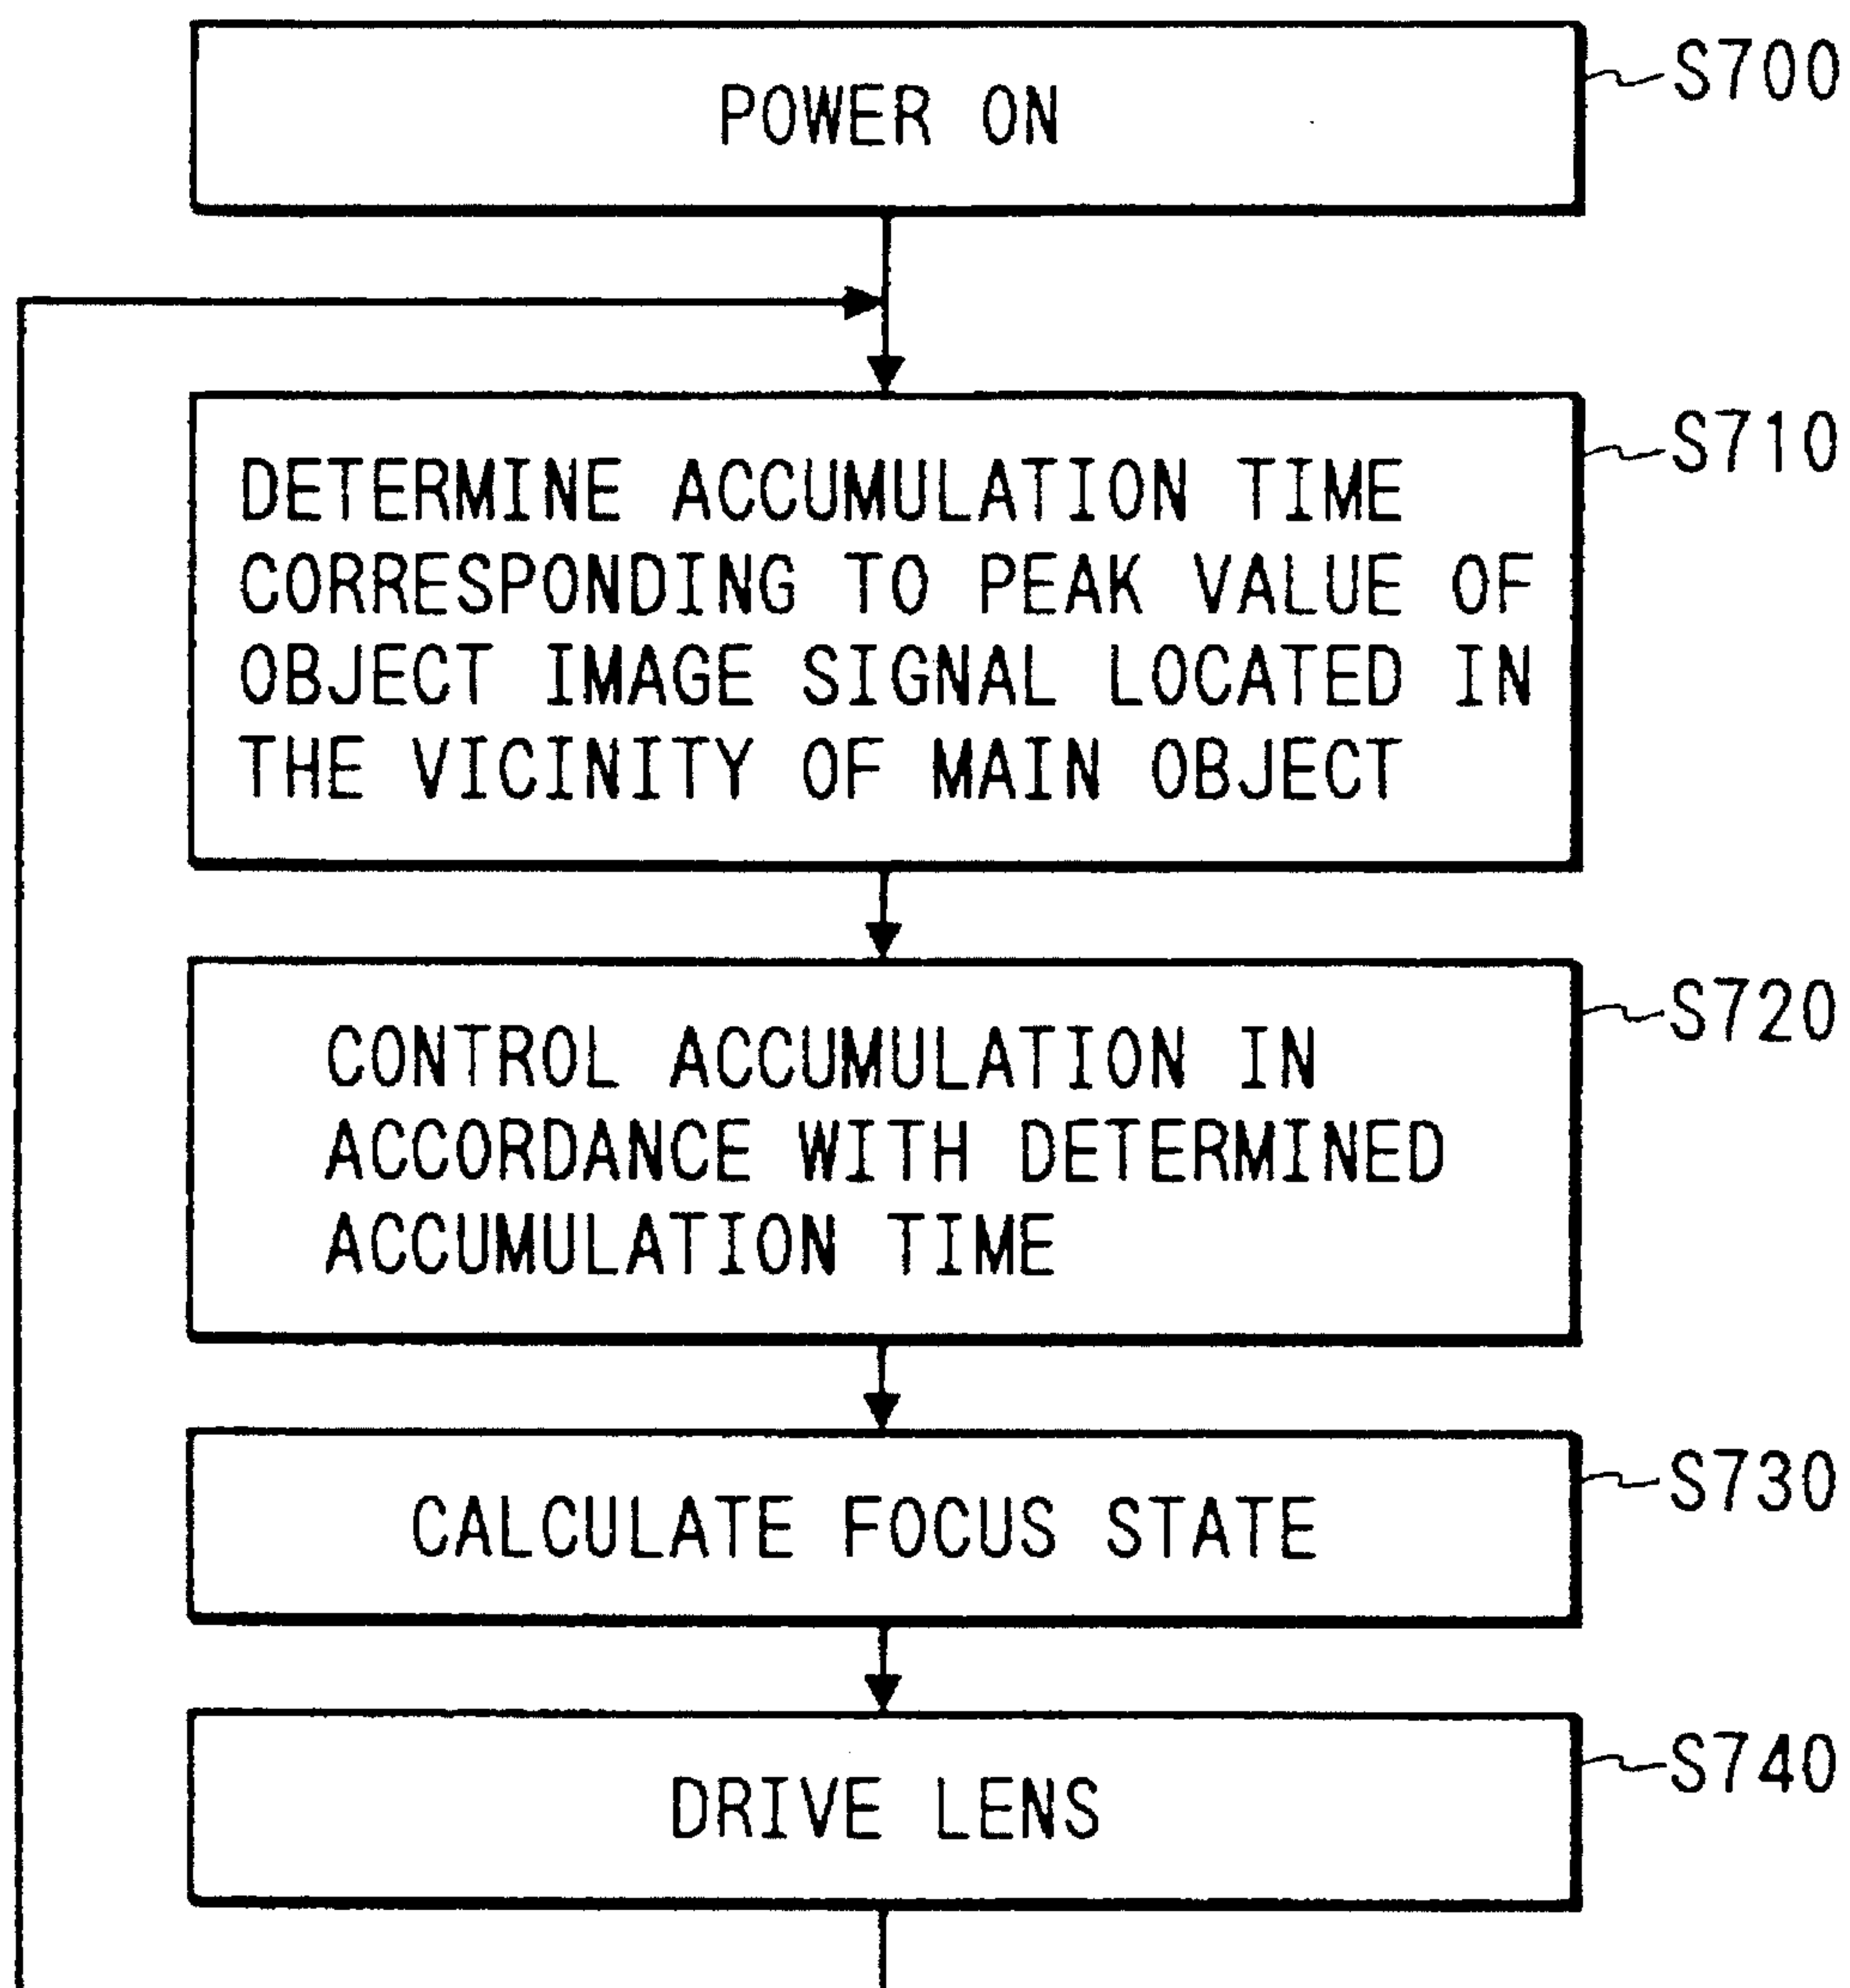 POWER ON
S700
DETERMINE ACCUMULATION TIME
CORRESPONDING TO PEAK VALUE OF
OBJECT IMAGE SIGNAL LOCATED IN
THE VICINITY OF MAIN OBJECT
S710
CONTROL ACCUMULATION IN
ACCORDANCE WITH DETERMINED
ACCUMULATION TIME
S720
CALCULATE FOCUS STATE
S730
DRIVE LENS
S740